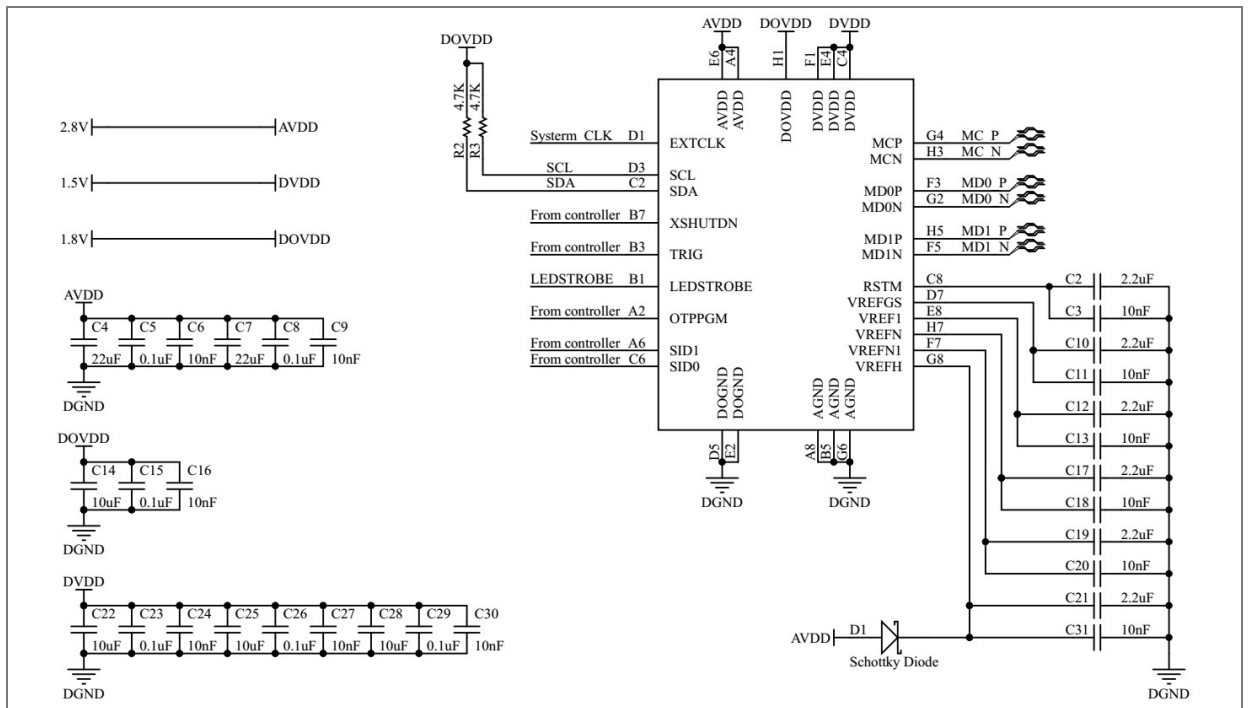 AVDD DOVDD DVDD
DOVDD
E6 A4 H1 F1 E4 C4
4.7K 4.7K
R2 R3
AVDD AVDD DOVDD DVDD DVDD DVDD
2.8V AVDD
1.5V DVDD
1.8V DOVDD
Systerm CLK D1 EXTCLK
SCL D3 SCL
SDA C2 SDA
From controller B7 XSHUTDN
From controller B3 TRIG
LEDSTROBE B1 LEDSTROBE
From controller A2 OTPPGM
From controller A6 SID1
From controller C6 SID0
MCP G4 MC P
MCN H3 MC N
MD0P F3 MD0 P
MD0N G2 MD0 N
MD1P H5 MD1 P
MD1N F5 MD1 N
RSTM C8
VREFGS D7
VREF1 E8
VREFN H7
VREFN1 F7
VREFH G8
DOGND DOGND AGND AGND AGND
D5 E2 A8 B5 G6
DGND DGND
C2 2.2uF
C3 10nF
C10 2.2uF
C11 10nF
C12 2.2uF
C13 10nF
C17 2.2uF
C18 10nF
C19 2.2uF
C20 10nF
C21 2.2uF
C31 10nF
DGND
AVDD D1
Schottky Diode
AVDD
C4 C5 C6 C7 C8 C9
22uF 0.1uF 10nF 22uF 0.1uF 10nF
DGND
DOVDD
C14 C15 C16
10uF 0.1uF 10nF
DGND
DVDD
C22 C23 C24 C25 C26 C27 C28 C29 C30
10uF 0.1uF 10nF 10uF 0.1uF 10nF 10uF 0.1uF 10nF
DGND